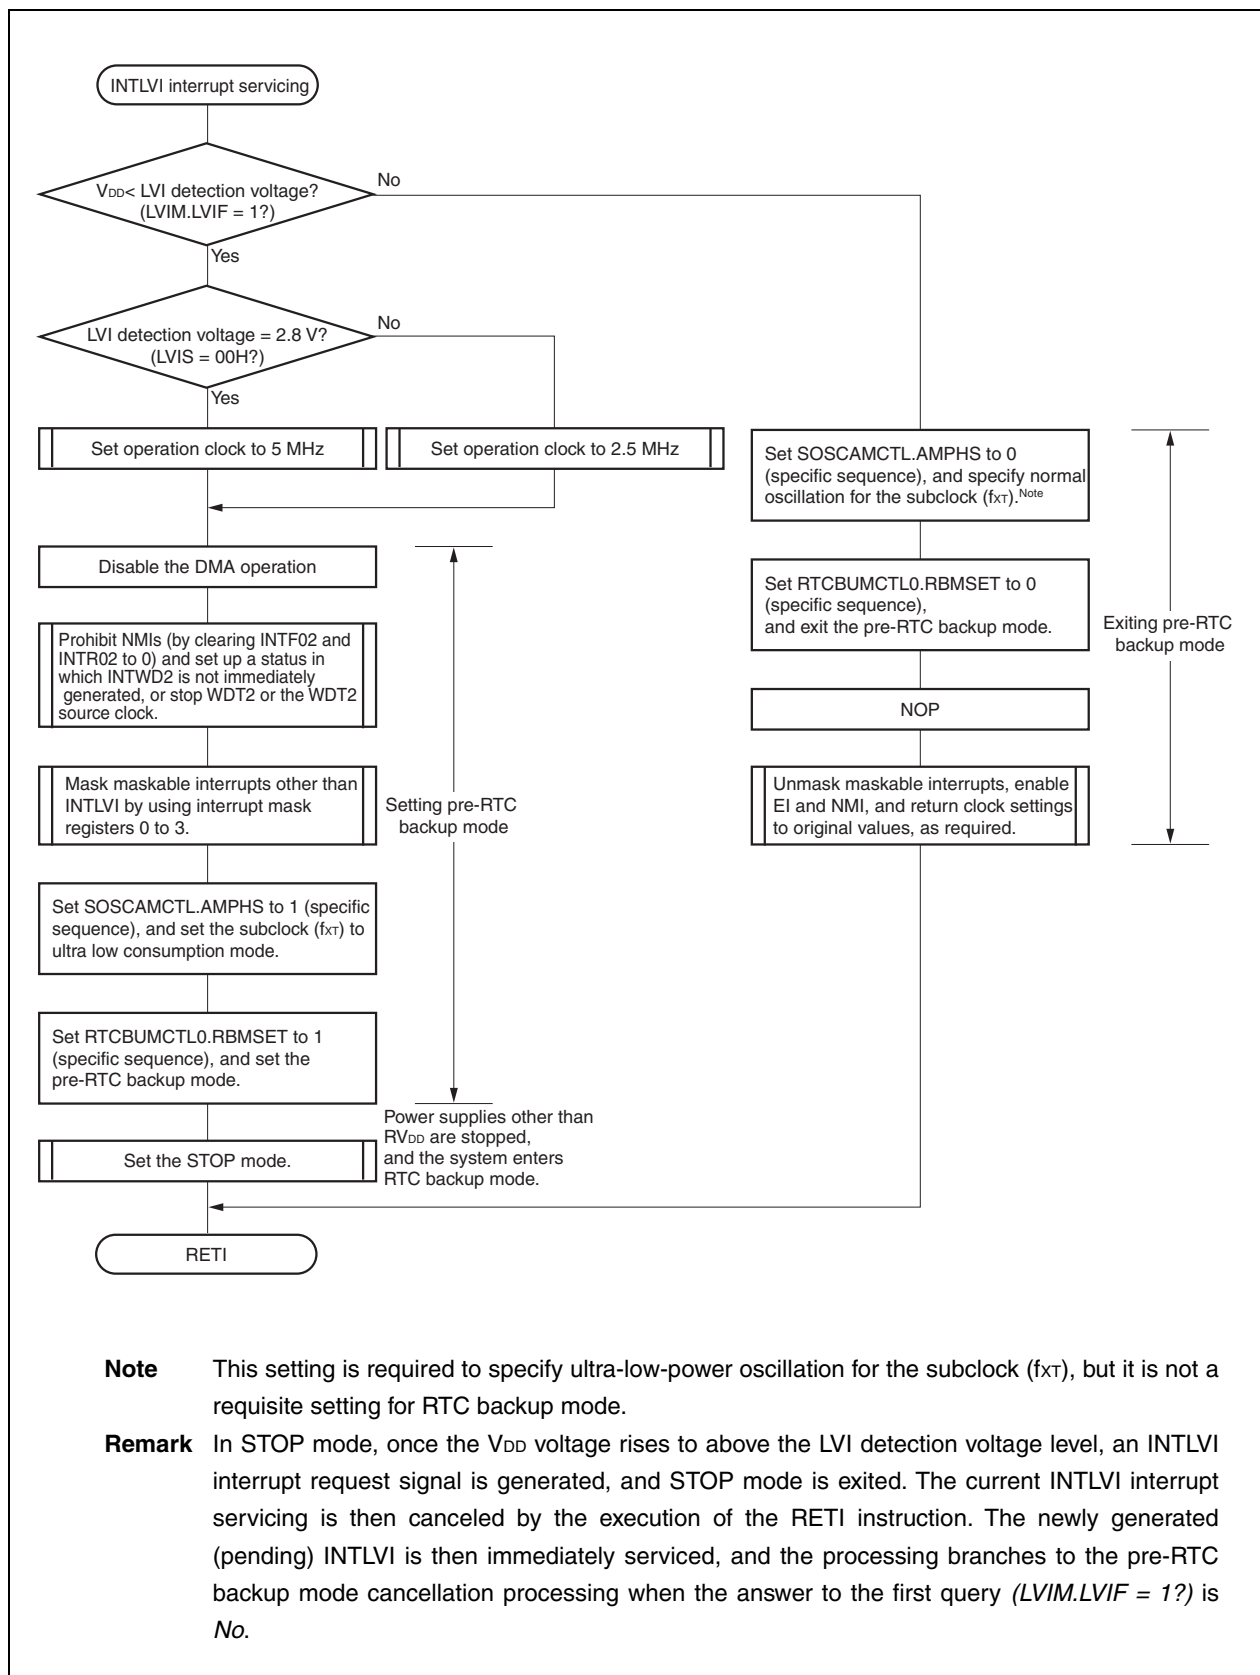 INTLVI interrupt servicing
VDD< LVI detection voltage?
(LVIM.LVIF = 1?)
No
Yes
LVI detection voltage = 2.8 V?
(LVIS = 00H?)
No
Yes
Set operation clock to 5 MHz
Set operation clock to 2.5 MHz
Disable the DMA operation
Prohibit NMIs (by clearing INTF02 and
INTR02 to 0) and set up a status in
which INTWD2 is not immediately
generated, or stop WDT2 or the WDT2
source clock.
Mask maskable interrupts other than
INTLVI by using interrupt mask
registers 0 to 3.
Setting pre-RTC
backup mode
Set SOSCAMCTL.AMPHS to 1 (specific
sequence), and set the subclock (fXT) to
ultra low consumption mode.
Set RTCBUMCTL0.RBMSET to 1
(specific sequence), and set the
pre-RTC backup mode.
Power supplies other than
RVDD are stopped,
and the system enters
RTC backup mode.
Set the STOP mode.
RETI
Set SOSCAMCTL.AMPHS to 0
(specific sequence), and specify normal
oscillation for the subclock (fXT).Note
Set RTCBUMCTL0.RBMSET to 0
(specific sequence),
and exit the pre-RTC backup mode.
Exiting pre-RTC
backup mode
NOP
Unmask maskable interrupts, enable
EI and NMI, and return clock settings
to original values, as required.
Note This setting is required to specify ultra-low-power oscillation for the subclock (fXT), but it is not a
requisite setting for RTC backup mode.
Remark In STOP mode, once the VDD voltage rises to above the LVI detection voltage level, an INTLVI
interrupt request signal is generated, and STOP mode is exited. The current INTLVI interrupt
servicing is then canceled by the execution of the RETI instruction. The newly generated
(pending) INTLVI is then immediately serviced, and the processing branches to the pre-RTC
backup mode cancellation processing when the answer to the first query (LVIM.LVIF = 1?) is
No.